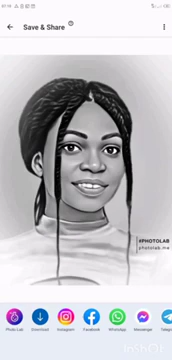 Save & Share
#PHOTOLAB
photolab.me
Photo Lab
Download
Instagram
Facebook
WhatsApp
Messenger